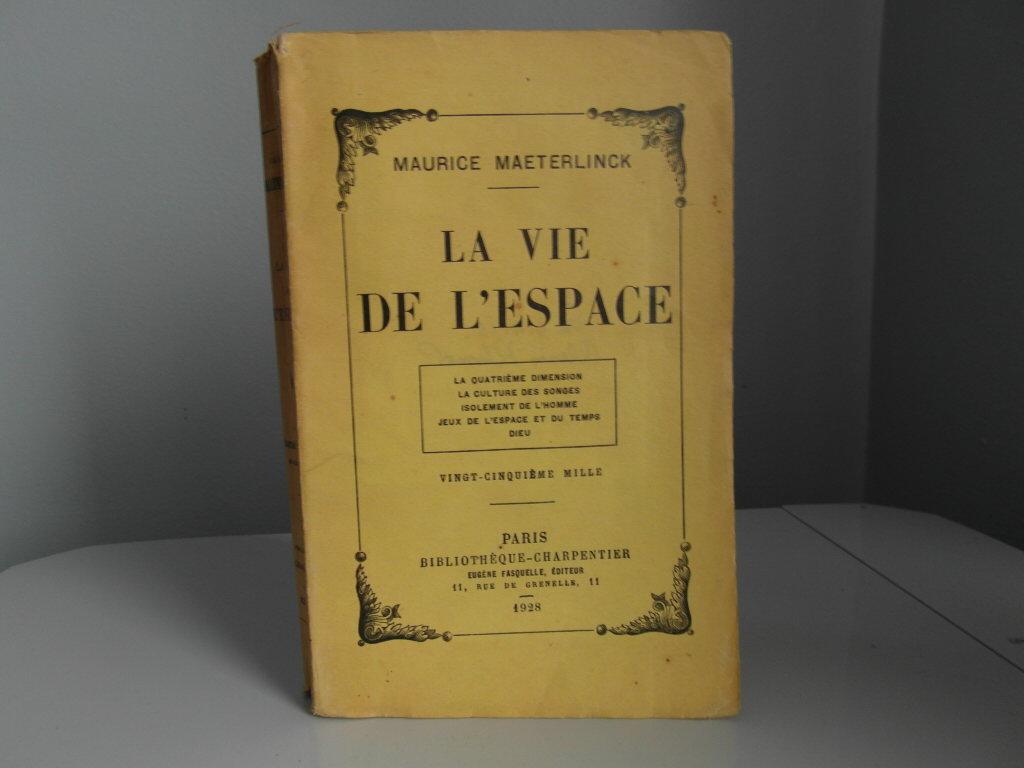 MAURICE MAETERLINCK
LA VIE
DE L'ESPACE
LA QUATRIÈME DIMENSION
LA CULTURE DES SONGES
ISOLEMENT DE L'HOMME
JEUX DE L'ESPACE ET DU TEMPS
DIEU
VINGT-CINQUIÈME MILLE
PARIS
BIBLIOTHÈQUE-CHARPENTIER
EUGÈNE FASQUELLE, ÉDITEUR
11, RUE DE GRENELLE, 11
1928